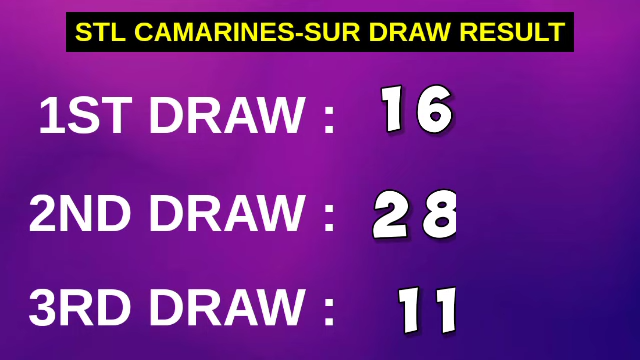 STL CAMARINES-SUR DRAW RESULT
1ST DRAW : 16
2ND DRAW : 28
3RD DRAW : 11